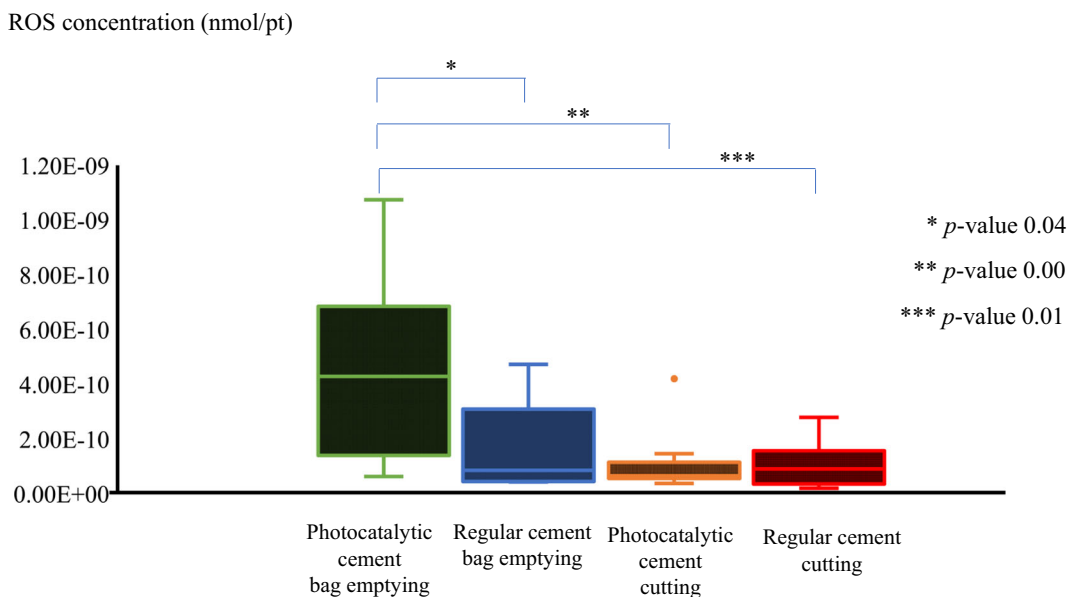 ROS concentration (nmol/pt)
*
**
***
1.20E-09
1.00E-09
8.00E-10
6.00E-10
4.00E-10
2.00E-10
0.00E+00
* p-value 0.04
** p-value 0.00
*** p-value 0.01
Photocatalytic
cement
bag emptying
Regular cement
bag emptying
Photocatalytic
cement
cutting
Regular cement
cutting